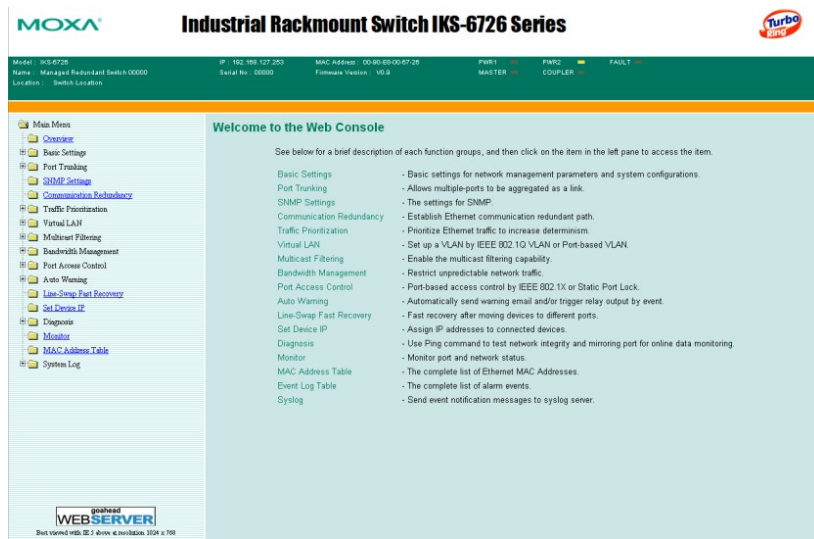 MOXA®
Industrial Rackmount Switch IKS-6726 Series
Turbo Ring
Model : IKS-6726
IP : 192.168.127.253
MAC Address : 00-90-E8-00-67-26
PWR1
PWR2
FAULT
Name : Managed Redundant Switch 00000
Serial No : 00000
Firmware Version : V0.9
MASTER
COUPLER
Location : Switch Location
Main Menu
Overview
Basic Settings
Port Trunking
SNMP Settings
Communication Redundancy
Traffic Prioritization
Virtual LAN
Multicast Filtering
Bandwidth Management
Port Access Control
Auto Warning
Line-Swap Fast Recovery
Set Device IP
Diagnosis
Monitor
MAC Address Table
System Log
goahead
WEBSERVER
Best viewed with IE 5 above at resolution 1024 x 768
Welcome to the Web Console
See below for a brief description of each function groups, and then click on the item in the left pane to access the item.
Basic Settings - Basic settings for network management parameters and system configurations.
Port Trunking - Allows multiple-ports to be aggregated as a link.
SNMP Settings - The settings for SNMP.
Communication Redundancy - Establish Ethernet communication redundant path.
Traffic Prioritization - Prioritize Ethernet traffic to increase determinism.
Virtual LAN - Set up a VLAN by IEEE 802.1Q VLAN or Port-based VLAN.
Multicast Filtering - Enable the multicast filtering capability.
Bandwidth Management - Restrict unpredictable network traffic.
Port Access Control - Port-based access control by IEEE 802.1X or Static Port Lock.
Auto Warning - Automatically send warning email and/or trigger relay output by event.
Line-Swap Fast Recovery - Fast recovery after moving devices to different ports.
Set Device IP - Assign IP addresses to connected devices.
Diagnosis - Use Ping command to test network integrity and mirroring port for online data monitoring.
Monitor - Monitor port and network status.
MAC Address Table - The complete list of Ethernet MAC Addresses.
Event Log Table - The complete list of alarm events.
Syslog - Send event notification messages to syslog server.